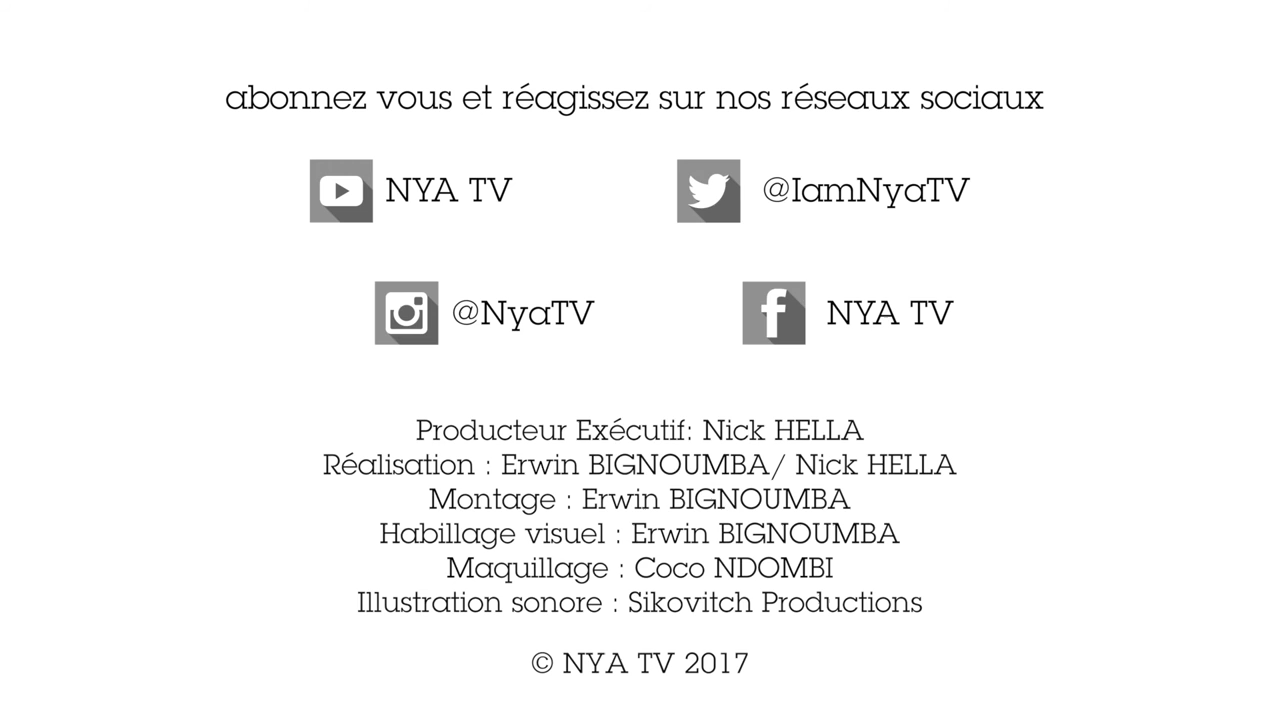 abonnez vous et réagissez sur nos réseaux sociaux
NYA TV
@IamNyaTV
@NyaTV
NYA TV
Producteur Exécutif: Nick HELLA
Réalisation : Erwin BIGNOUMBA/ Nick HELLA
Montage : Erwin BIGNOUMBA
Habillage visuel : Erwin BIGNOUMBA
Maquillage : Coco NDOMBI
Illustration sonore : Sikovitch Productions
© NYA TV 2017